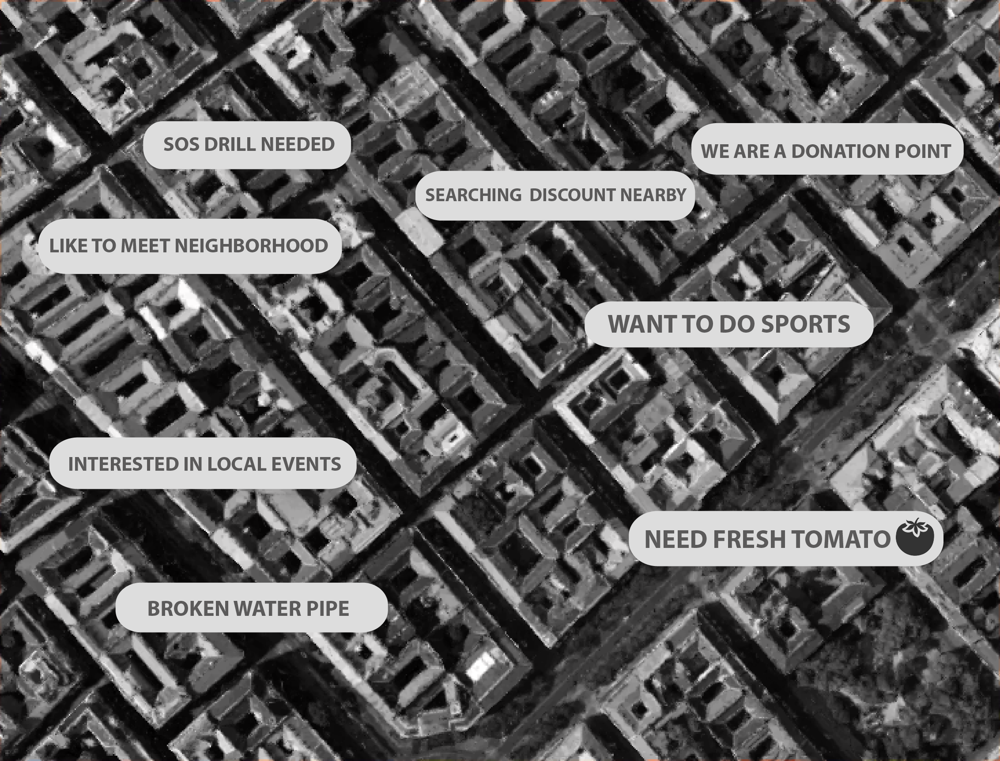 SOS DRILL NEEDED
WE ARE A DONATION POINT
SEARCHING  DISCOUNT NEARBY
LIKE TO MEET NEIGHBORHOOD
WANT TO DO SPORTS
INTERESTED IN LOCAL EVENTS
NEED FRESH TOMATO
BROKEN WATER PIPE